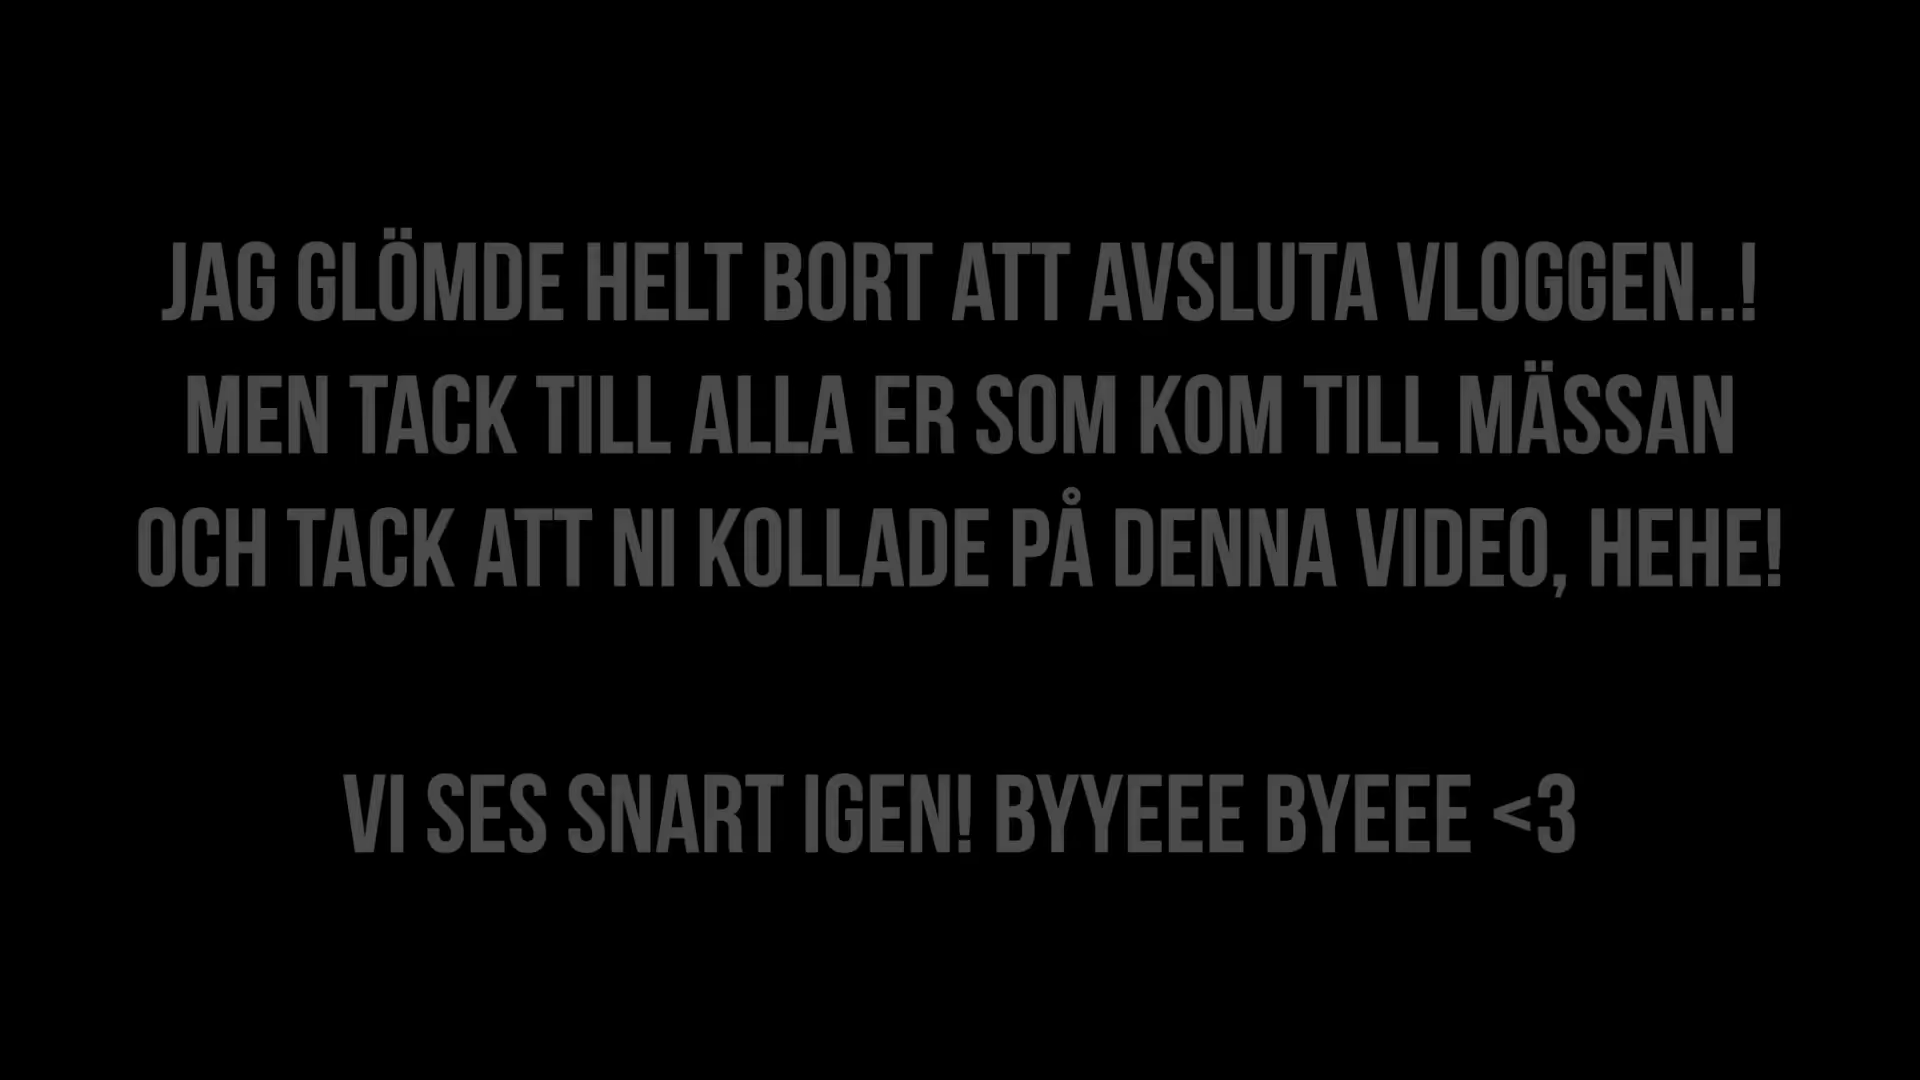 JAG GLÖMDE HELT BORT ATT AVSLUTA VLOGGEN..!
MEN TACK TILL ALLA ER SOM KOM TILL MÄSSAN
OCH TACK ATT NI KOLLADE PÅ DENNA VIDEO, HEHE!
VI SES SNART IGEN! BYYEEE BYEEE <3